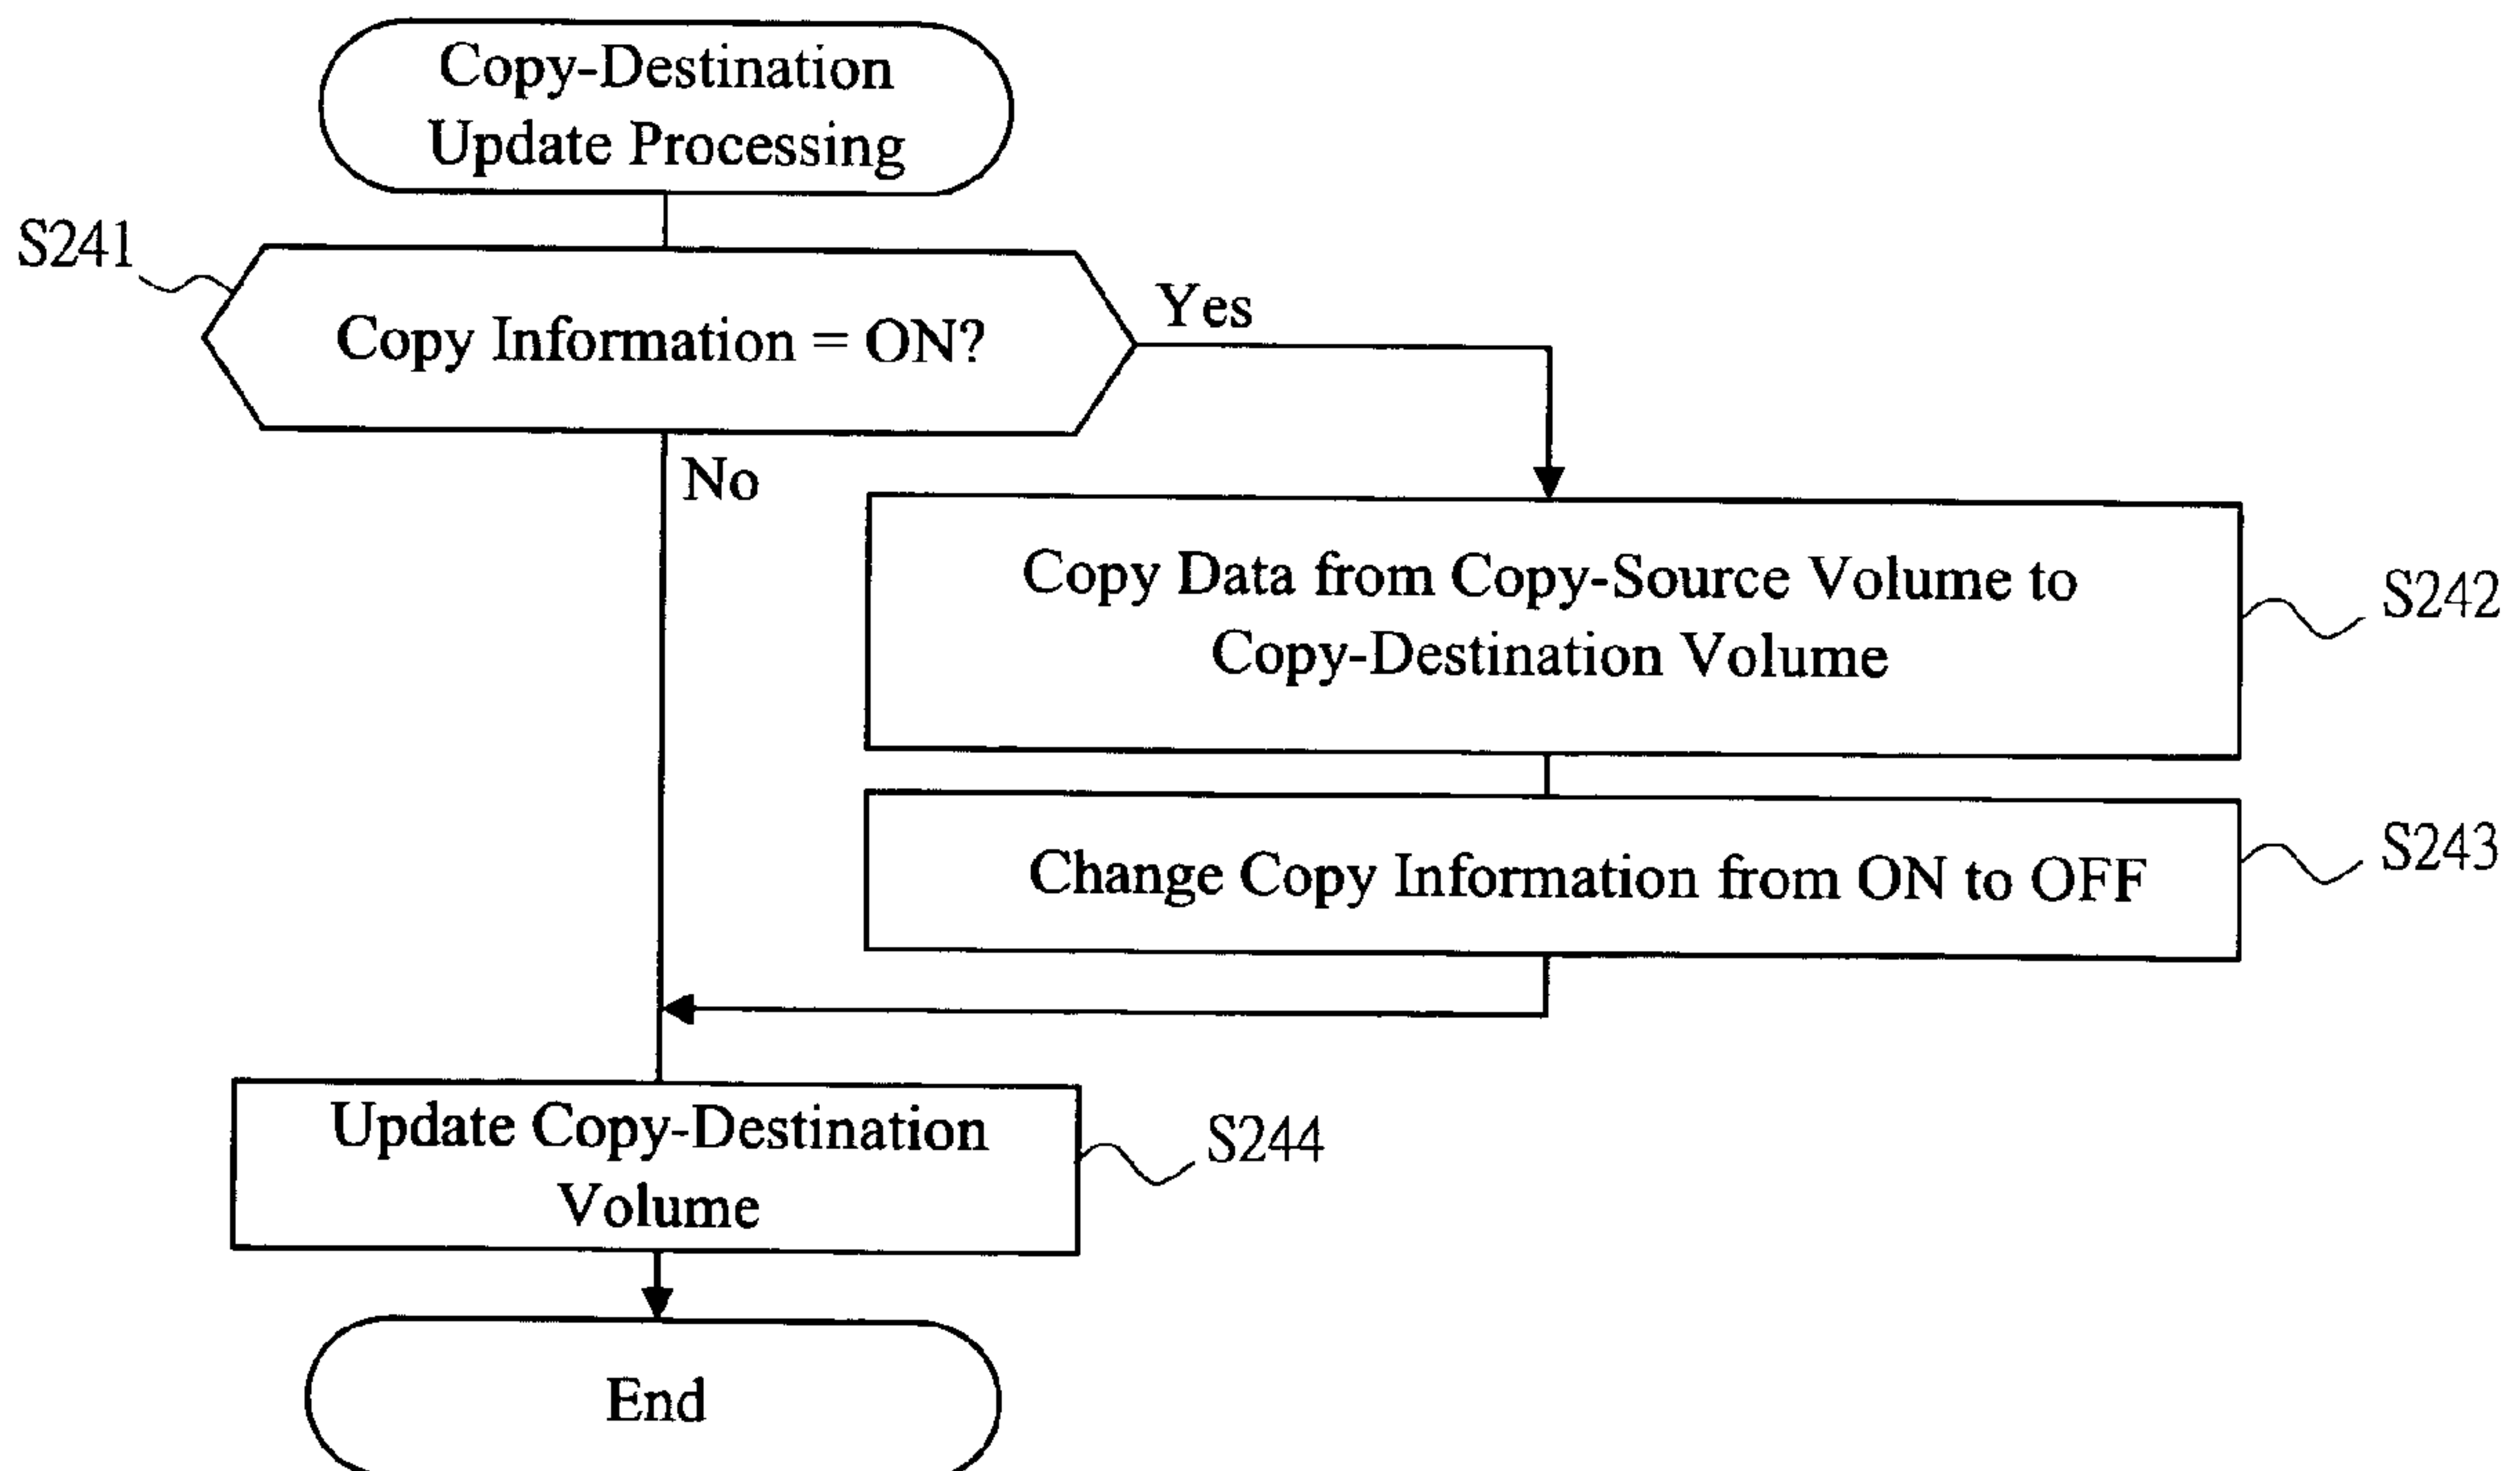 Copy-Destination
Update Processing
S241
Copy Information = ON?
Yes
No
Copy Data from Copy-Source Volume to
Copy-Destination Volume
S242
Change Copy Information from ON to OFF
S243
Update Copy-Destination
Volume
S244
End